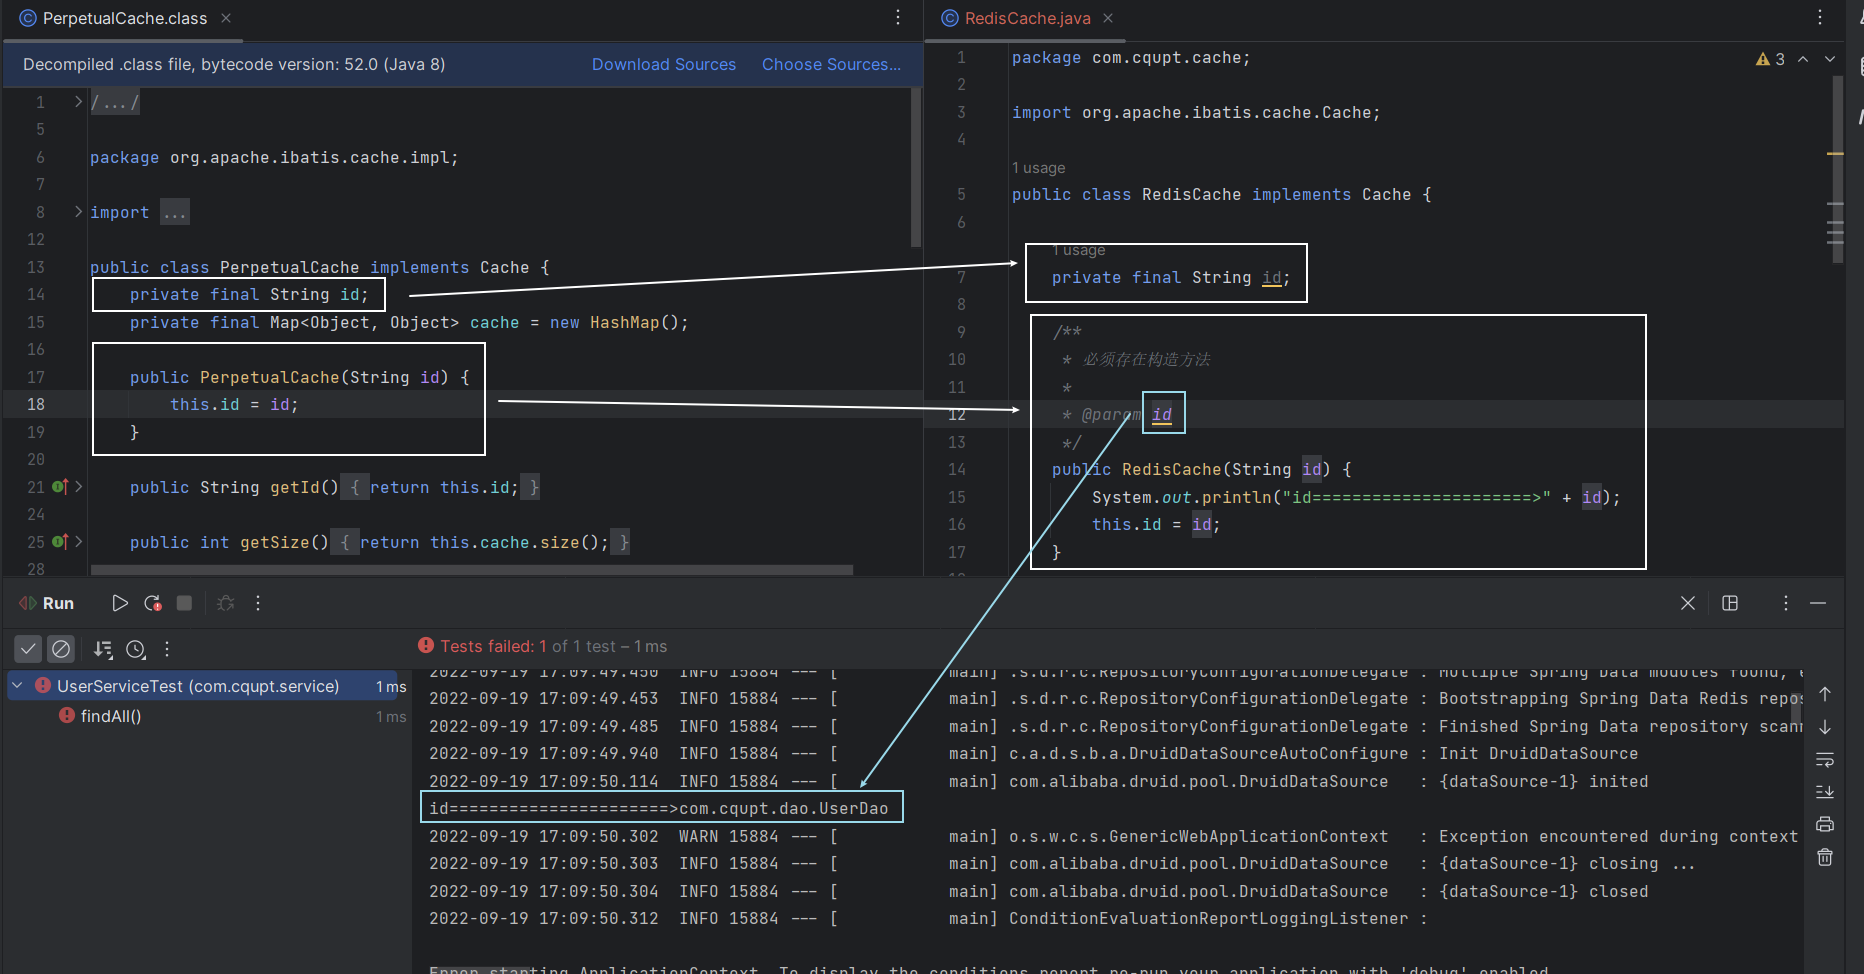 PerpetualCache.class
Decompiled .class file, bytecode version: 52.0 (Java 8)
Download Sources
Choose Sources...
1 /.../
5
6 package org.apache.ibatis.cache.impl;
7
8 import ...
12
13 public class PerpetualCache implements Cache {
14 private final String id;
15 private final Map<Object, Object> cache = new HashMap();
16
17 public PerpetualCache(String id) {
18 this.id = id;
19 }
20
21 public String getId() { return this.id; }
24
25 public int getSize() { return this.cache.size(); }
28
RedisCache.java
3
1 package com.cqupt.cache;
2
3 import org.apache.ibatis.cache.Cache;
4
1 usage
5 public class RedisCache implements Cache {
6
1 usage
7 private final String id;
8
9 /**
10 * 必须存在构造方法
11 *
12 * @param id
13 */
14 public RedisCache(String id) {
15 System.out.println("id======================>" + id);
16 this.id = id;
17 }
Run
Tests failed: 1 of 1 test – 1 ms
UserServiceTest (com.cqupt.service) 1 ms
findAll() 1 ms
2022-09-19 17:09:49.450 INFO 15884 --- [ main] .s.d.r.c.RepositoryConfigurationDelegate : Multiple Spring Data modules found,
2022-09-19 17:09:49.453 INFO 15884 --- [ main] .s.d.r.c.RepositoryConfigurationDelegate : Bootstrapping Spring Data Redis repos
2022-09-19 17:09:49.485 INFO 15884 --- [ main] .s.d.r.c.RepositoryConfigurationDelegate : Finished Spring Data repository scann
2022-09-19 17:09:49.940 INFO 15884 --- [ main] c.a.d.s.b.a.DruidDataSourceAutoConfigure : Init DruidDataSource
2022-09-19 17:09:50.114 INFO 15884 --- [ main] com.alibaba.druid.pool.DruidDataSource : {dataSource-1} inited
id======================>com.cqupt.dao.UserDao
2022-09-19 17:09:50.302 WARN 15884 --- [ main] o.s.w.c.s.GenericWebApplicationContext : Exception encountered during context
2022-09-19 17:09:50.303 INFO 15884 --- [ main] com.alibaba.druid.pool.DruidDataSource : {dataSource-1} closing ...
2022-09-19 17:09:50.304 INFO 15884 --- [ main] com.alibaba.druid.pool.DruidDataSource : {dataSource-1} closed
2022-09-19 17:09:50.312 INFO 15884 --- [ main] ConditionEvaluationReportLoggingListener :
Error starting ApplicationContext. To display the conditions report re-run your application with 'debug' enabled